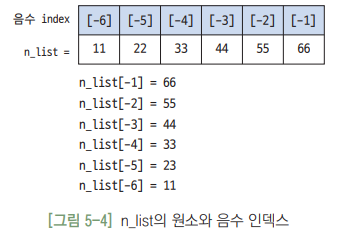 음수 index [-6] [-5] [-4] [-3] [-2] [-1]
n_list = 11 22 33 44 55 66
n_list[-1] = 66
n_list[-2] = 55
n_list[-3] = 44
n_list[-4] = 33
n_list[-5] = 23
n_list[-6] = 11
[그림 5-4] n_list의 원소와 음수 인덱스